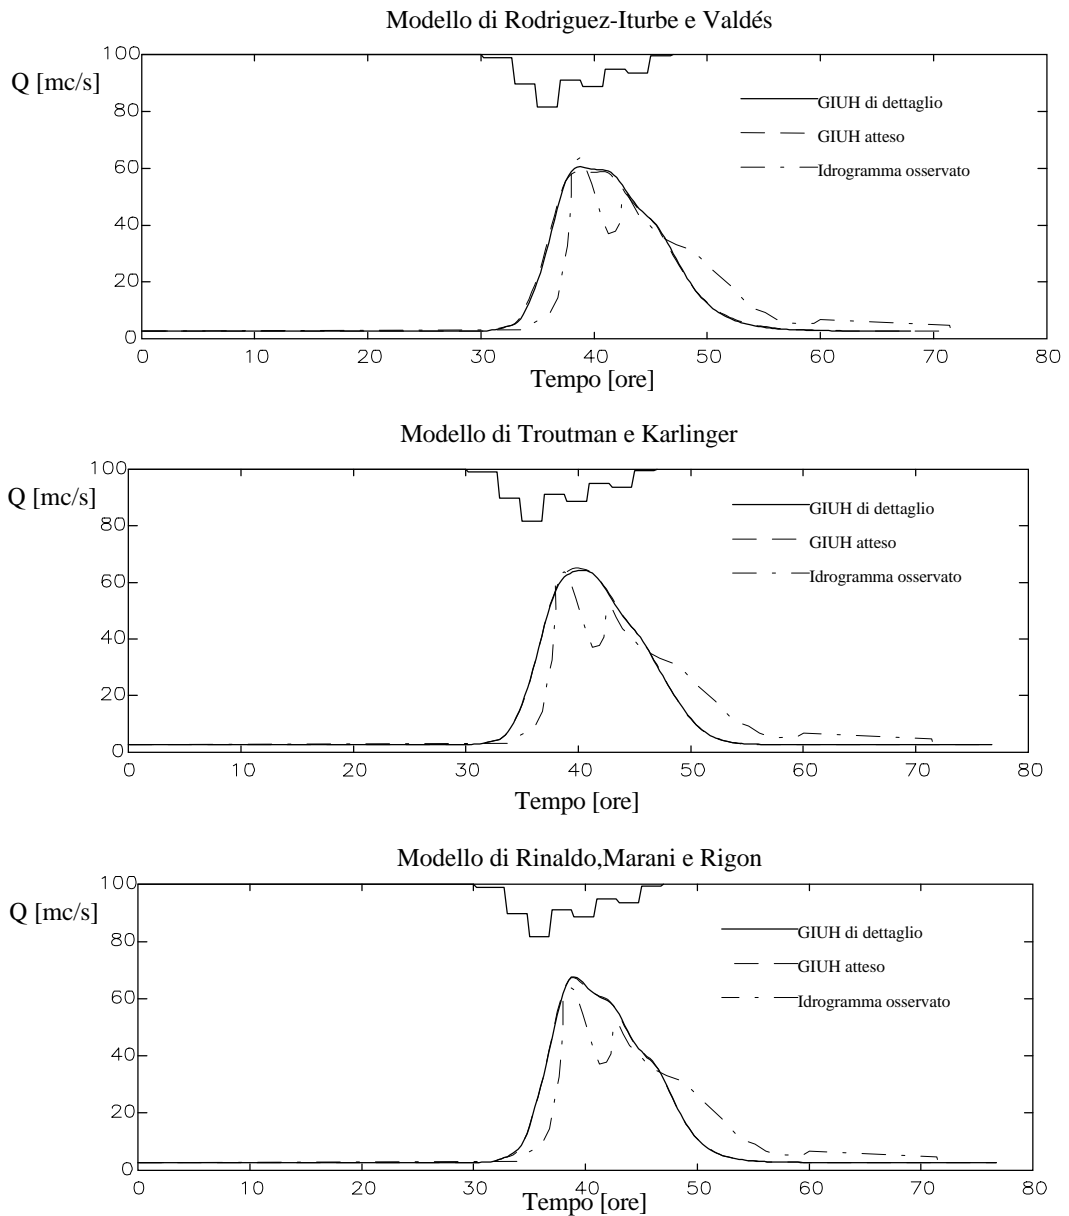 Modello di Rodriguez-Iturbe e Valdés
100
Q [mc/s]
80
60
40
20
0
GIUH di dettaglio
GIUH atteso
Idrogramma osservato
0 10 20 30 40 50 60 70 80
Tempo [ore]
Modello di Troutman e Karlinger
100
Q [mc/s]
80
60
40
20
0
GIUH di dettaglio
GIUH atteso
Idrogramma osservato
0 10 20 30 40 50 60 70 80
Tempo [ore]
Modello di Rinaldo,Marani e Rigon
100
Q [mc/s]
80
60
40
20
0
GIUH di dettaglio
GIUH atteso
Idrogramma osservato
0 10 20 30 40 50 60 70 80
Tempo [ore]